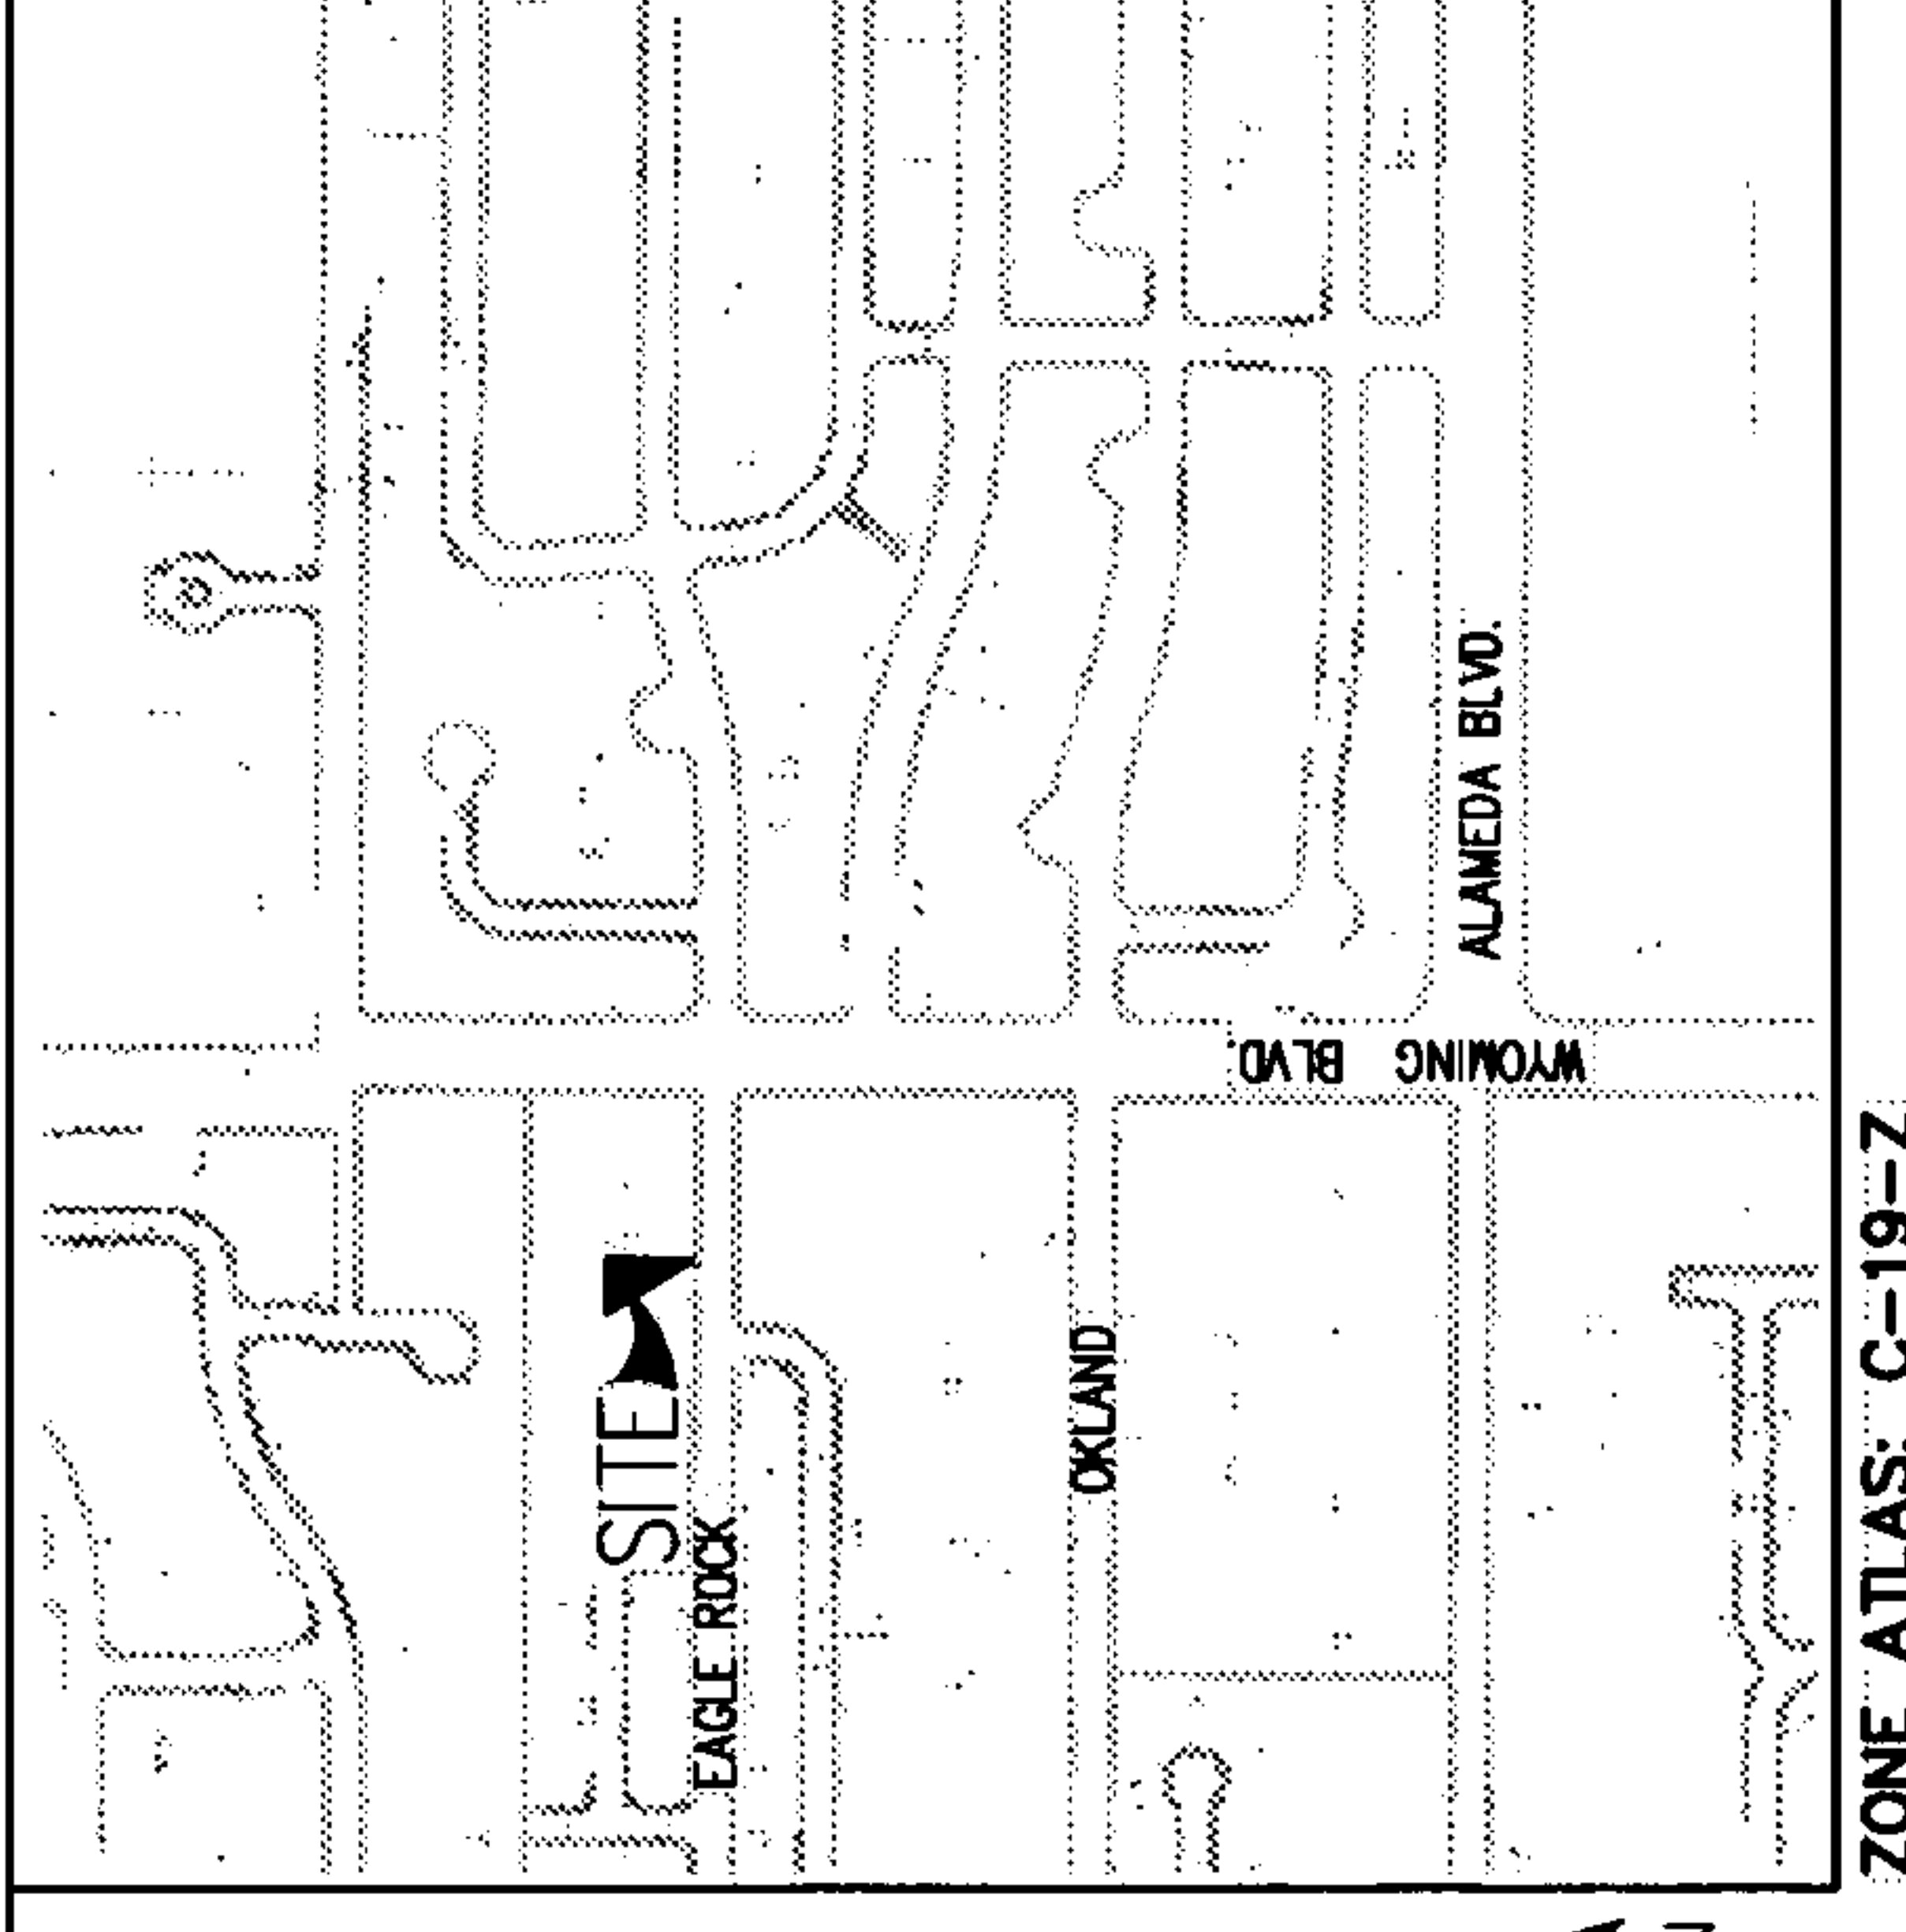 SITE
EAGLE ROCK
OKLAND
ALAMEDA BLVD.
WYOMING BLVD
ZONE ATLAS: C-19-Z